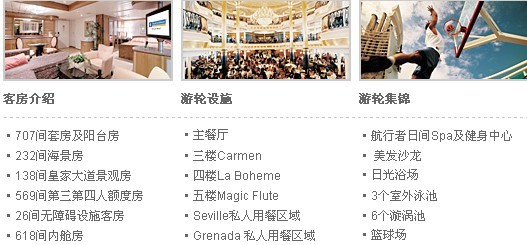 客房介绍
707间套房及阳台房
232间海景房
138间皇家大道景观房
569间第三第四人额度房
26间无障碍设施客房
618间内舱房
游轮设施
主餐厅
三楼Carmen
四楼La Boheme
五楼Magic Flute
Seville私人用餐区域
Grenada 私人用餐区域
游轮集锦
航行者日间Spa及健身中心
美发沙龙
日光浴场
3个室外泳池
6个漩涡池
篮球场